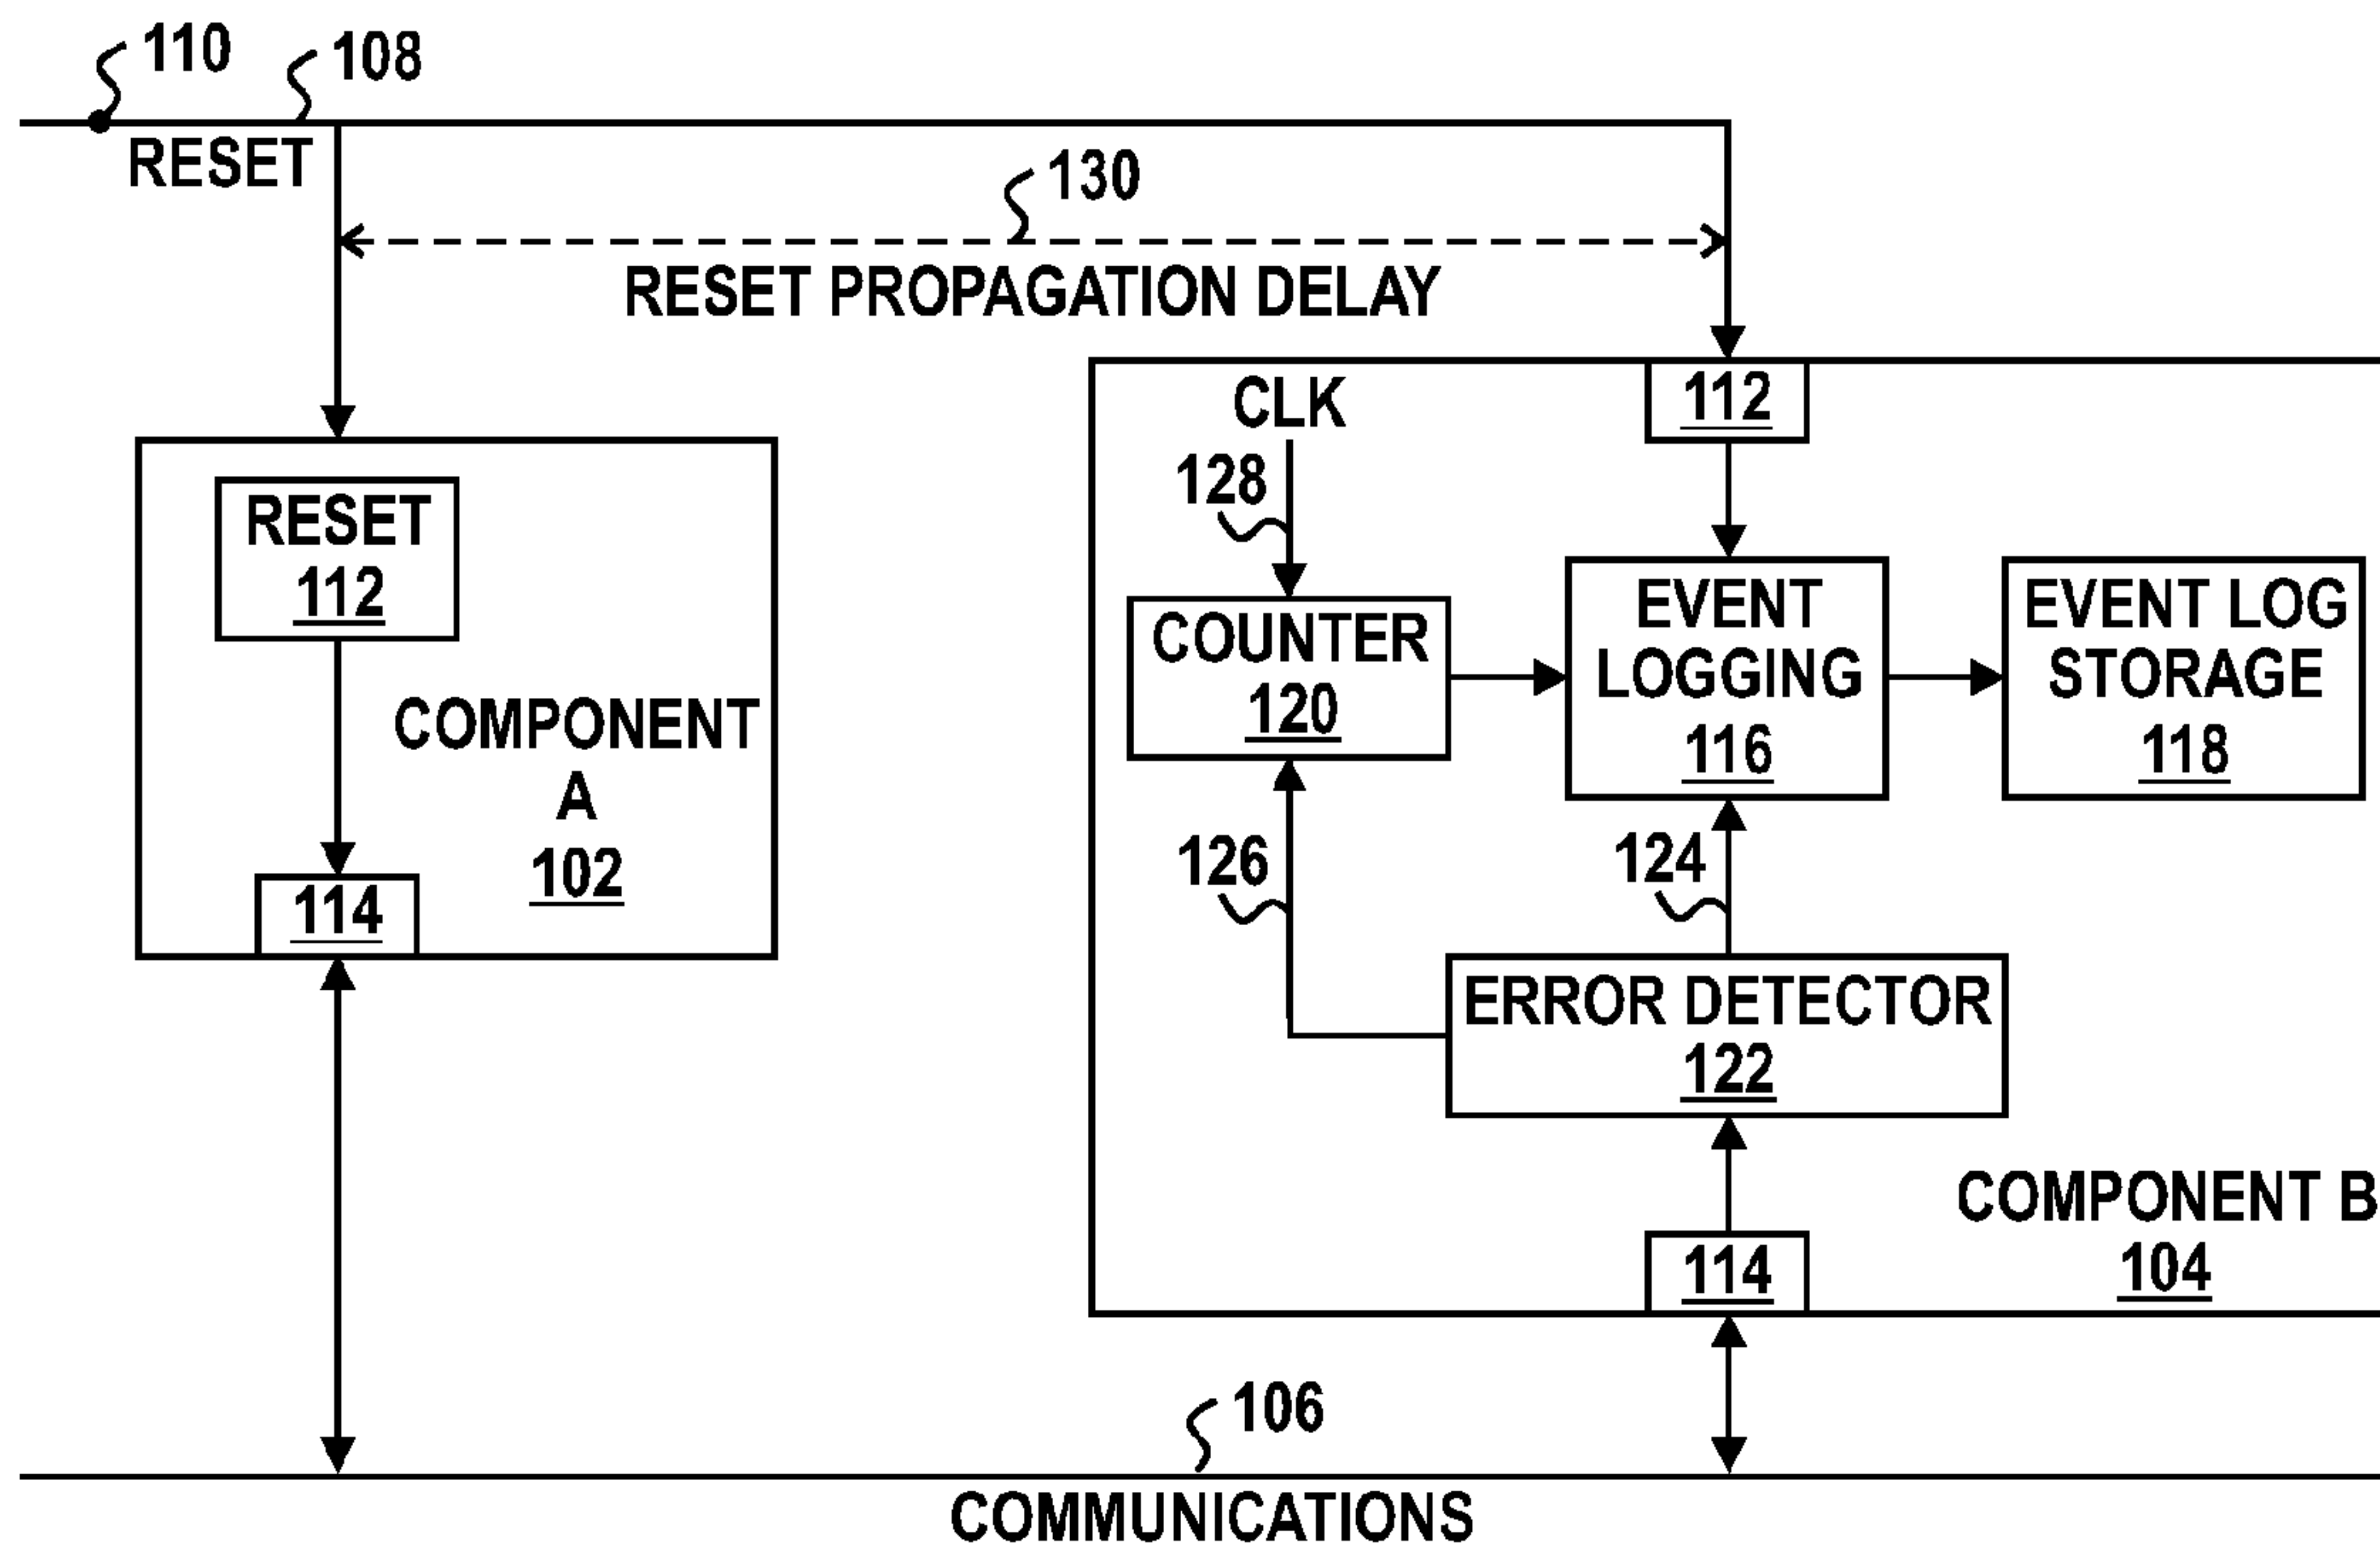 110
108
RESET
130
RESET PROPAGATION DELAY
RESET
112
COMPONENT
A
102
114
CLK
128
112
COUNTER
120
EVENT
LOGGING
116
EVENT LOG
STORAGE
118
126
124
ERROR DETECTOR
122
COMPONENT B
104
114
106
COMMUNICATIONS